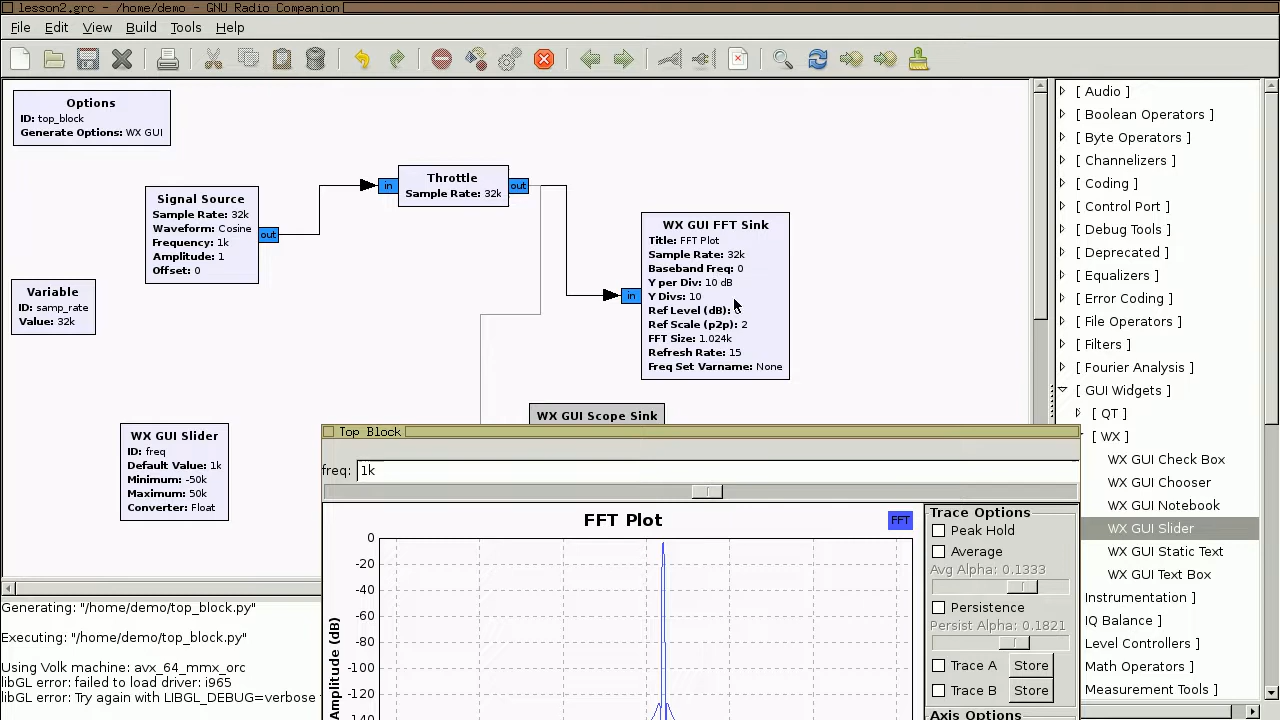 lesson2.grc - /home/demo - GNU Radio Companion
File Edit View Build Tools Help
Options
ID: top_block
Generate Options: WX GUI
Signal Source
Sample Rate: 32k
Waveform: Cosine
Frequency: 1k
Amplitude: 1
Offset: 0
out
in
Throttle
Sample Rate: 32k
out
Variable
ID: samp_rate
Value: 32k
in
WX GUI FFT Sink
Title: FFT Plot
Sample Rate: 32k
Baseband Freq: 0
Y per Div: 10 dB
Y Divs: 10
Ref Level (dB):
Ref Scale (p2p): 2
FFT Size: 1.024k
Refresh Rate: 15
Freq Set Varname: None
WX GUI Slider
ID: freq
Default Value: 1k
Minimum: -50k
Maximum: 50k
Converter: Float
WX GUI Scope Sink
[ Audio ]
[ Boolean Operators ]
[ Byte Operators ]
[ Channelizers ]
[ Coding ]
[ Control Port ]
[ Debug Tools ]
[ Deprecated ]
[ Equalizers ]
[ Error Coding ]
[ File Operators ]
[ Filters ]
[ Fourier Analysis ]
[ GUI Widgets ]
[ QT ]
[ WX ]
WX GUI Check Box
WX GUI Chooser
WX GUI Notebook
WX GUI Slider
WX GUI Static Text
WX GUI Text Box
Instrumentation ]
IQ Balance ]
Level Controllers ]
Math Operators ]
Measurement Tools ]
Generating: "/home/demo/top_block.py"
Executing: "/home/demo/top_block.py"
Using Volk machine: avx_64_mmx_orc
libGL error: failed to load driver: i965
libGL error: Try again with LIBGL_DEBUG=verbose
Top Block
freq: 1k
FFT Plot
FFT
0
-20
-40
-60
-80
-100
-120
-140
Amplitude (dB)
Trace Options
Peak Hold
Average
Avg Alpha: 0.1333
Persistence
Persist Alpha: 0.1821
Trace A Store
Trace B Store
Axis Options